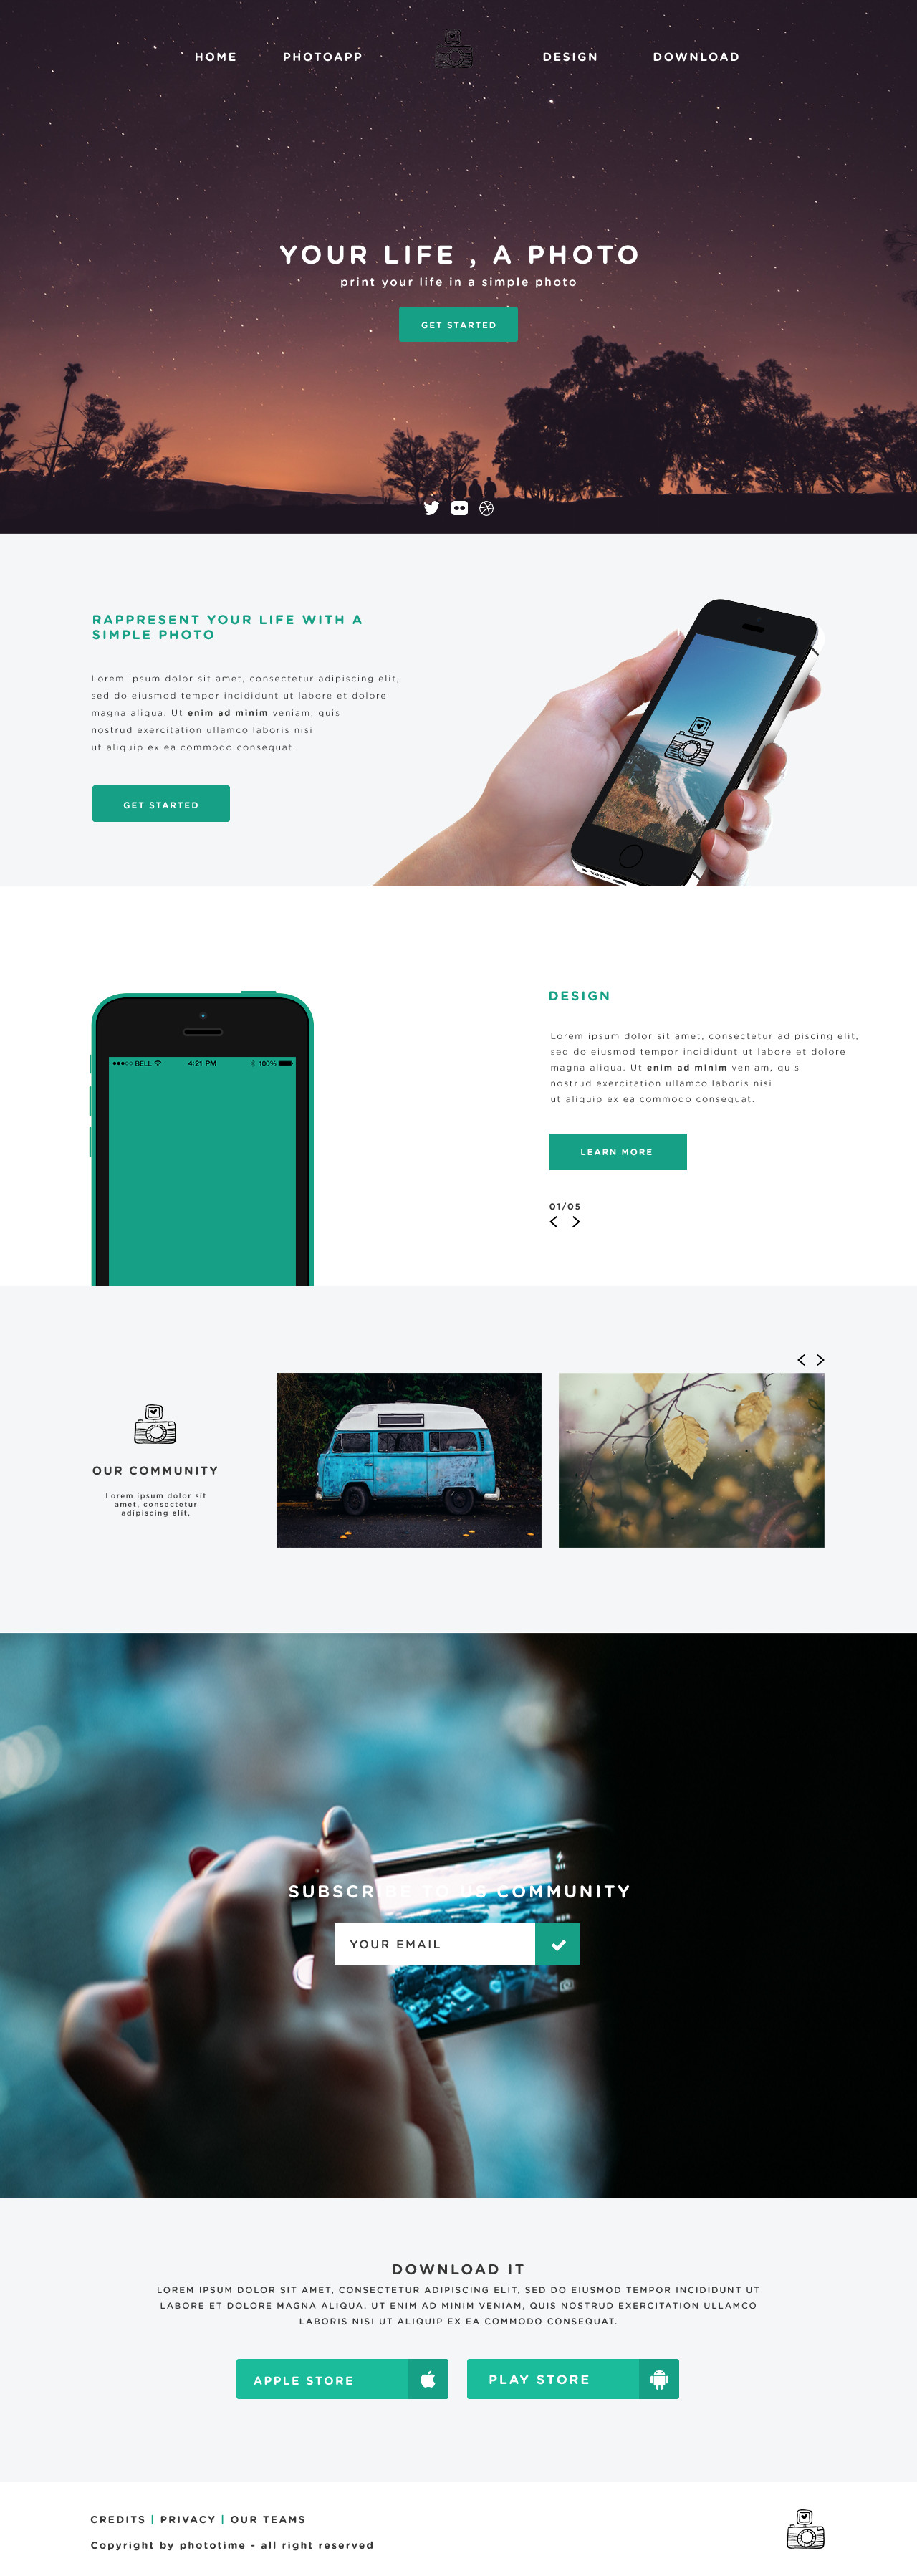 HOME PHOTOAPP DESIGN DOWNLOAD
YOUR LIFE , A PHOTO
print your life in a simple photo
GET STARTED
RAPPRESENT YOUR LIFE WITH A
SIMPLE PHOTO
Lorem ipsum dolor sit amet, consectetur adipiscing elit,
sed do eiusmod tempor incididunt ut labore et dolore
magna aliqua. Ut enim ad minim veniam, quis
nostrud exercitation ullamco laboris nisi
ut aliquip ex ea commodo consequat.
GET STARTED
BELL 4:21 PM 100%
DESIGN
Lorem ipsum dolor sit amet, consectetur adipiscing elit,
sed do eiusmod tempor incididunt ut labore et dolore
magna aliqua. Ut enim ad minim veniam, quis
nostrud exercitation ullamco laboris nisi
ut aliquip ex ea commodo consequat.
LEARN MORE
01/05
OUR COMMUNITY
Lorem ipsum dolor sit
amet, consectetur
adipiscing elit,
SUBSCRIBE TO US COMMUNITY
YOUR EMAIL
DOWNLOAD IT
LOREM IPSUM DOLOR SIT AMET, CONSECTETUR ADIPISCING ELIT, SED DO EIUSMOD TEMPOR INCIDIDUNT UT
LABORE ET DOLORE MAGNA ALIQUA. UT ENIM AD MINIM VENIAM, QUIS NOSTRUD EXERCITATION ULLAMCO
LABORIS NISI UT ALIQUIP EX EA COMMODO CONSEQUAT.
APPLE STORE
PLAY STORE
CREDITS | PRIVACY | OUR TEAMS
Copyright by phototime - all right reserved